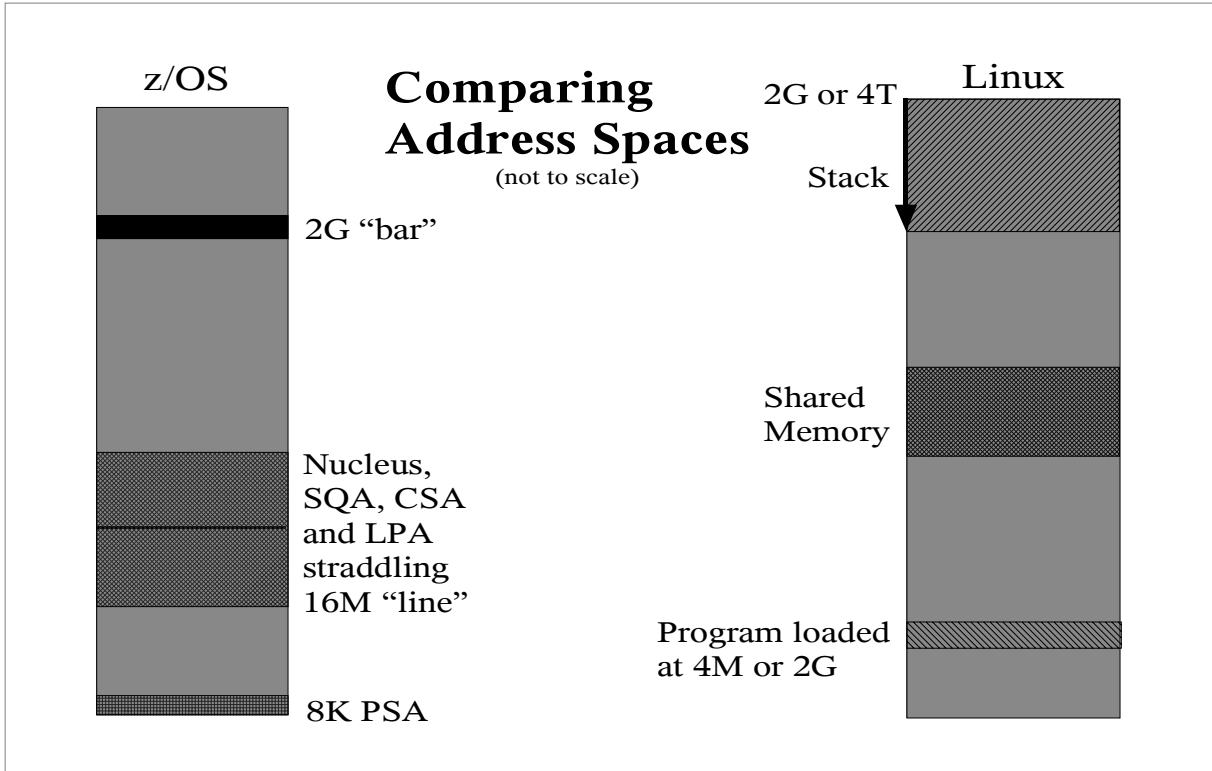 z/OS
Comparing
Address Spaces
(not to scale)
2G “bar”
Nucleus,
SQA, CSA
and LPA
straddling
16M “line”
8K PSA
Linux
2G or 4T
Stack
Shared
Memory
Program loaded
at 4M or 2G